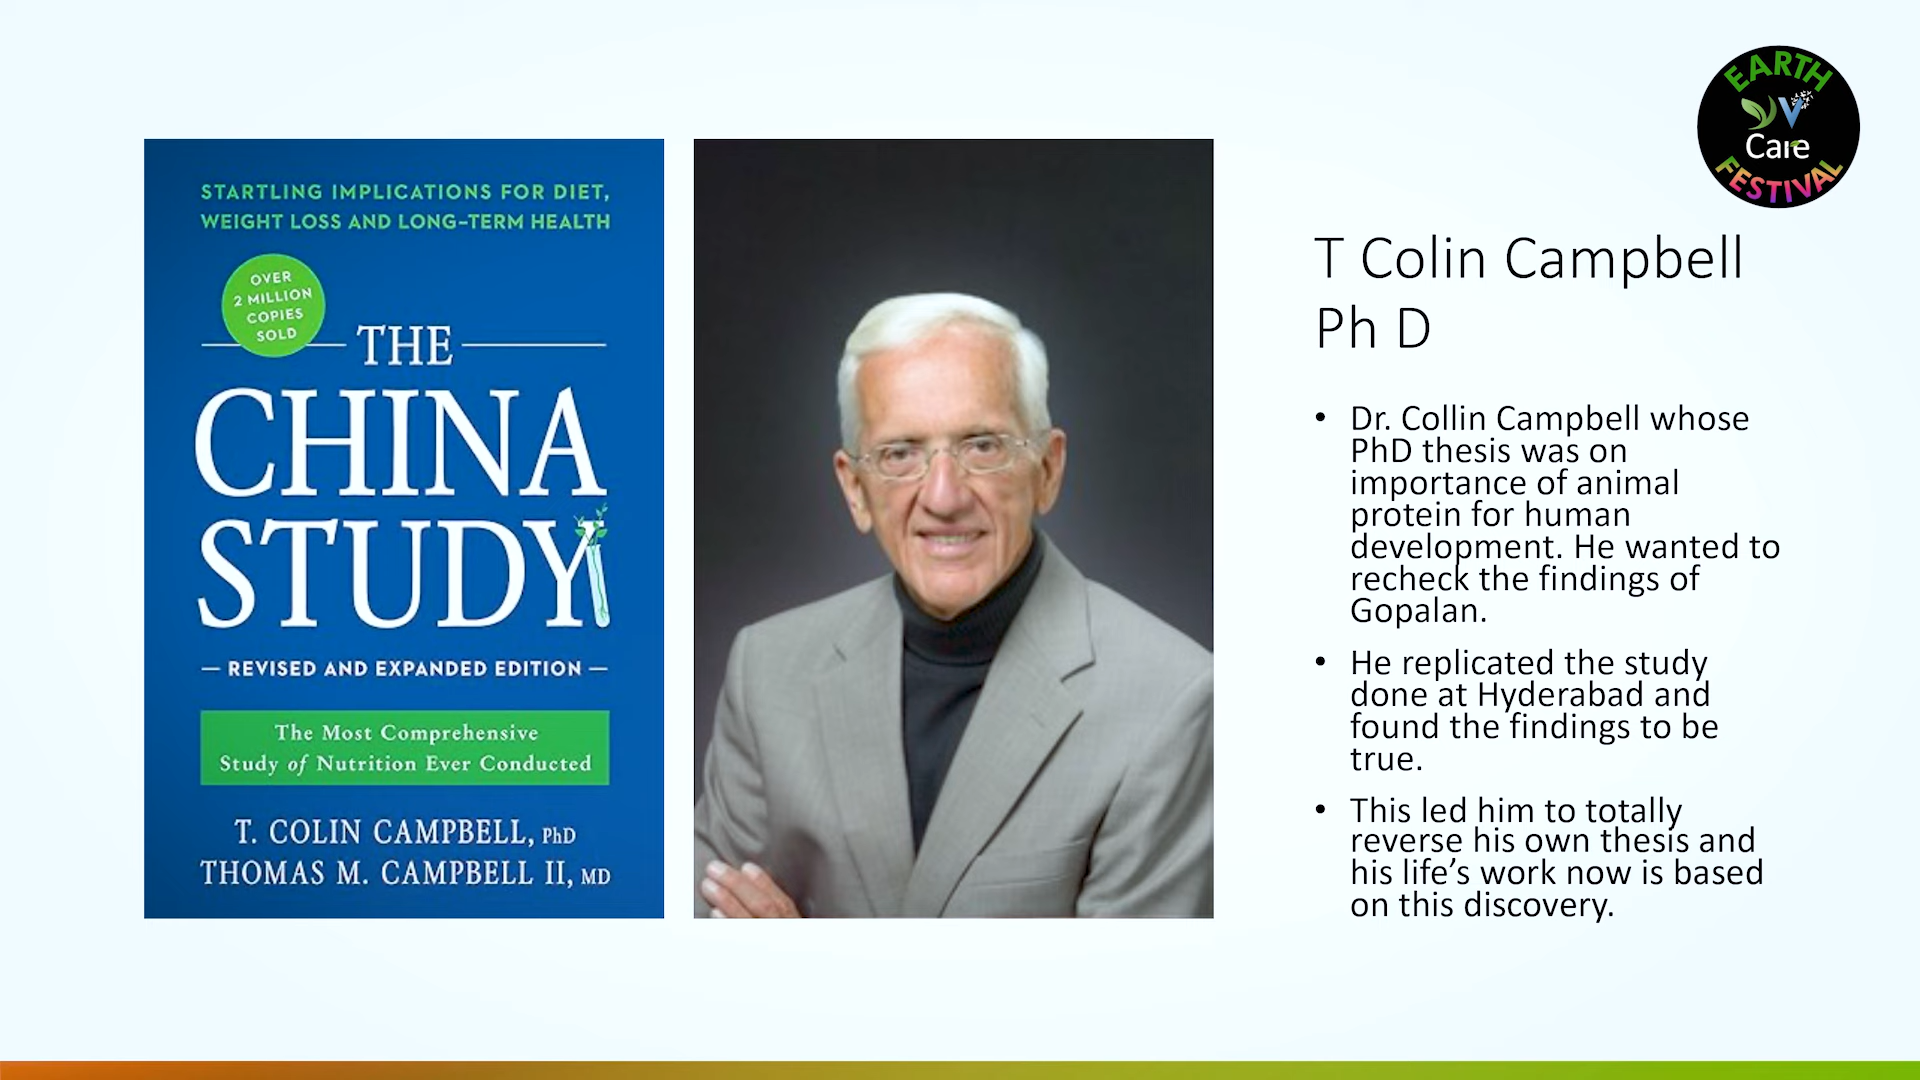 EARTH
V
Care
FESTIVAL
STARTLING IMPLICATIONS FOR DIET,
WEIGHT LOSS AND LONG-TERM HEALTH
OVER
2 MILLION
COPIES
SOLD
THE
CHINA
STUDY
— REVISED AND EXPANDED EDITION —
The Most Comprehensive
Study of Nutrition Ever Conducted
T. COLIN CAMPBELL, PhD
THOMAS M. CAMPBELL II, MD
T Colin Campbell
Ph D
• Dr. Collin Campbell whose
PhD thesis was on
importance of animal
protein for human
development. He wanted to
recheck the findings of
Gopalan.
• He replicated the study
done at Hyderabad and
found the findings to be
true.
• This led him to totally
reverse his own thesis and
his life’s work now is based
on this discovery.